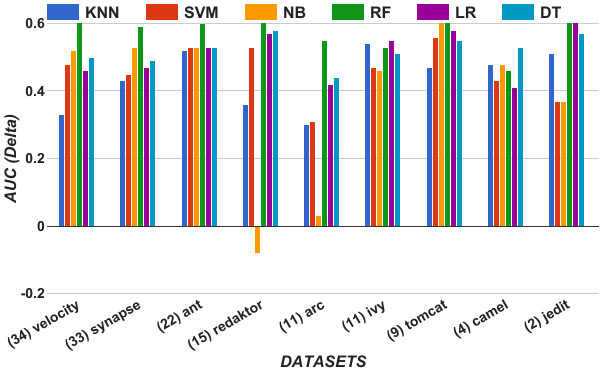 KNN SVM NB RF LR DT
0.6
0.4
0.2
0
-0.2
AUC (Delta)
(34) velocity
(33) synapse
(22) ant
(15) redaktor
(11) arc
(11) ivy
(9) tomcat
(4) camel
(2) jedit
DATASETS